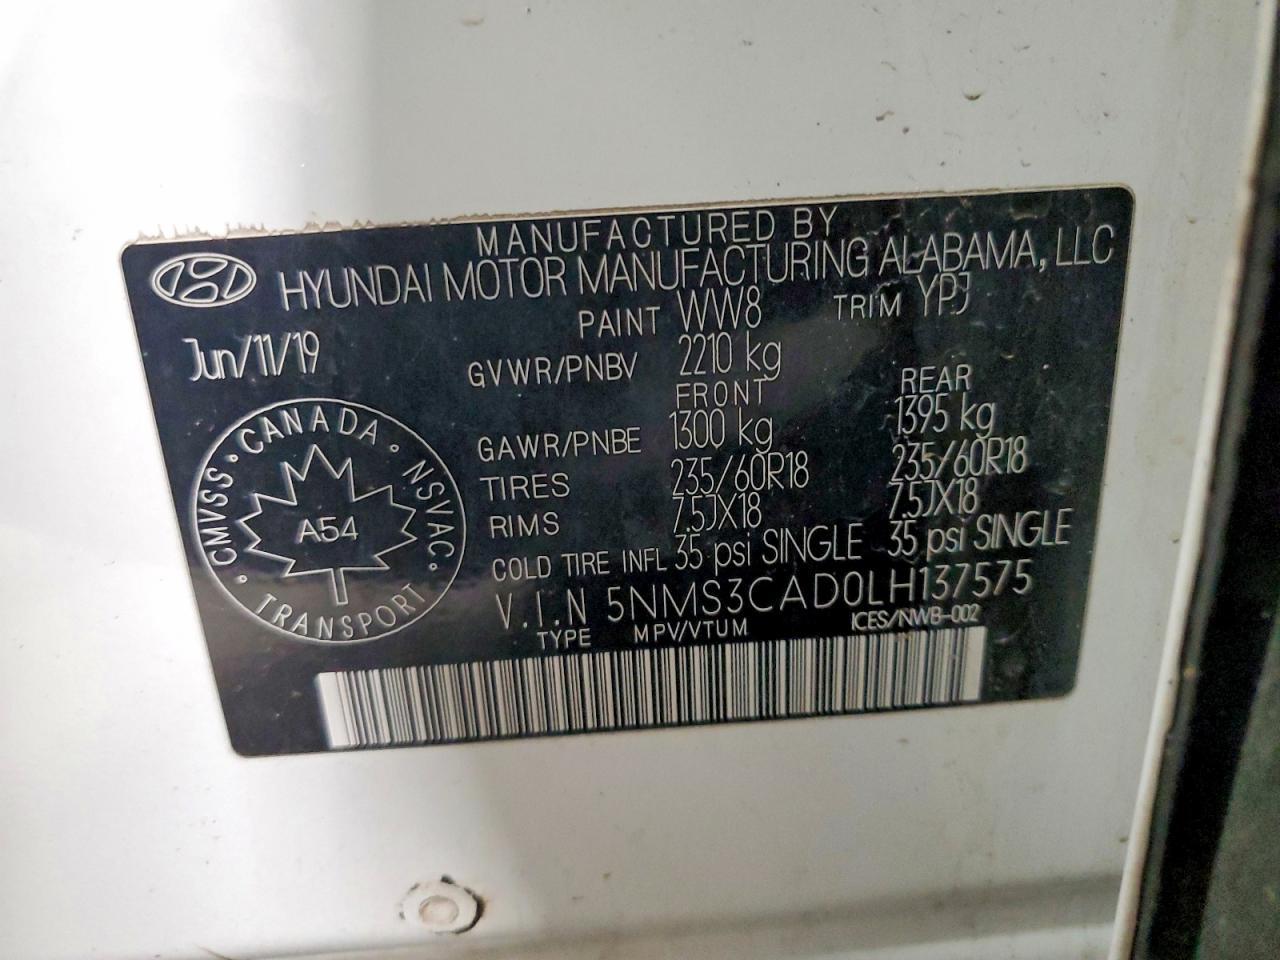 MANUFACTURED BY
HYUNDAI MOTOR MANUFACTURING ALABAMA, LLC
PAINT WW8 TRIM YPJ
Jun/11/19
GVWR/PNBV 2210 kg
FRONT REAR
GAWR/PNBE 1300 kg 1395 kg
TIRES 235/60R18 235/60R18
RIMS 7.5JX18 7.5JX18
COLD TIRE INFL 35 psi SINGLE 35 psi SINGLE
V.I.N 5NMS3CAD0LH137575
TYPE MPV/VTUM ICES/NWB-002
CMVSS · CANADA · NSVAC · TRANSPORT
A54